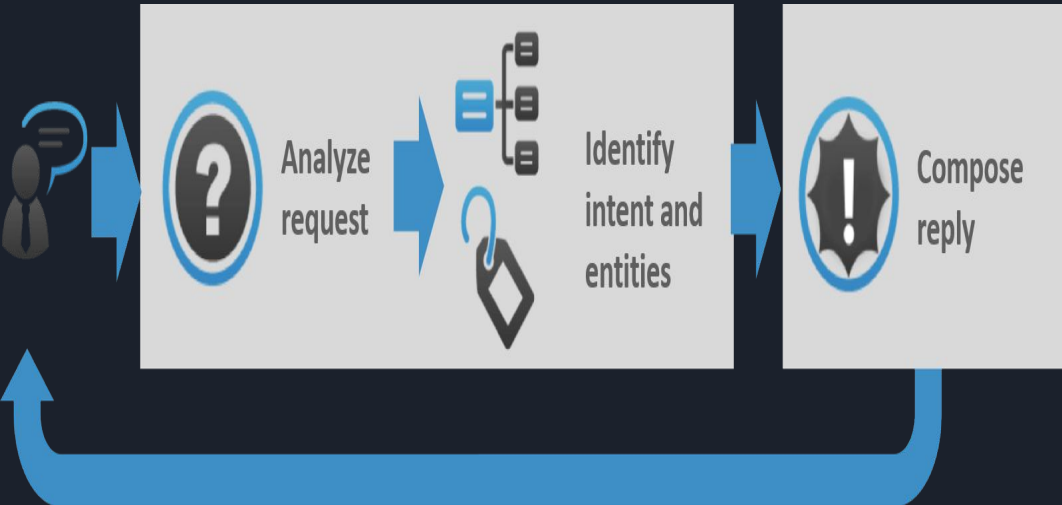 Analyze
request
Identify
intent and
entities
Compose
reply